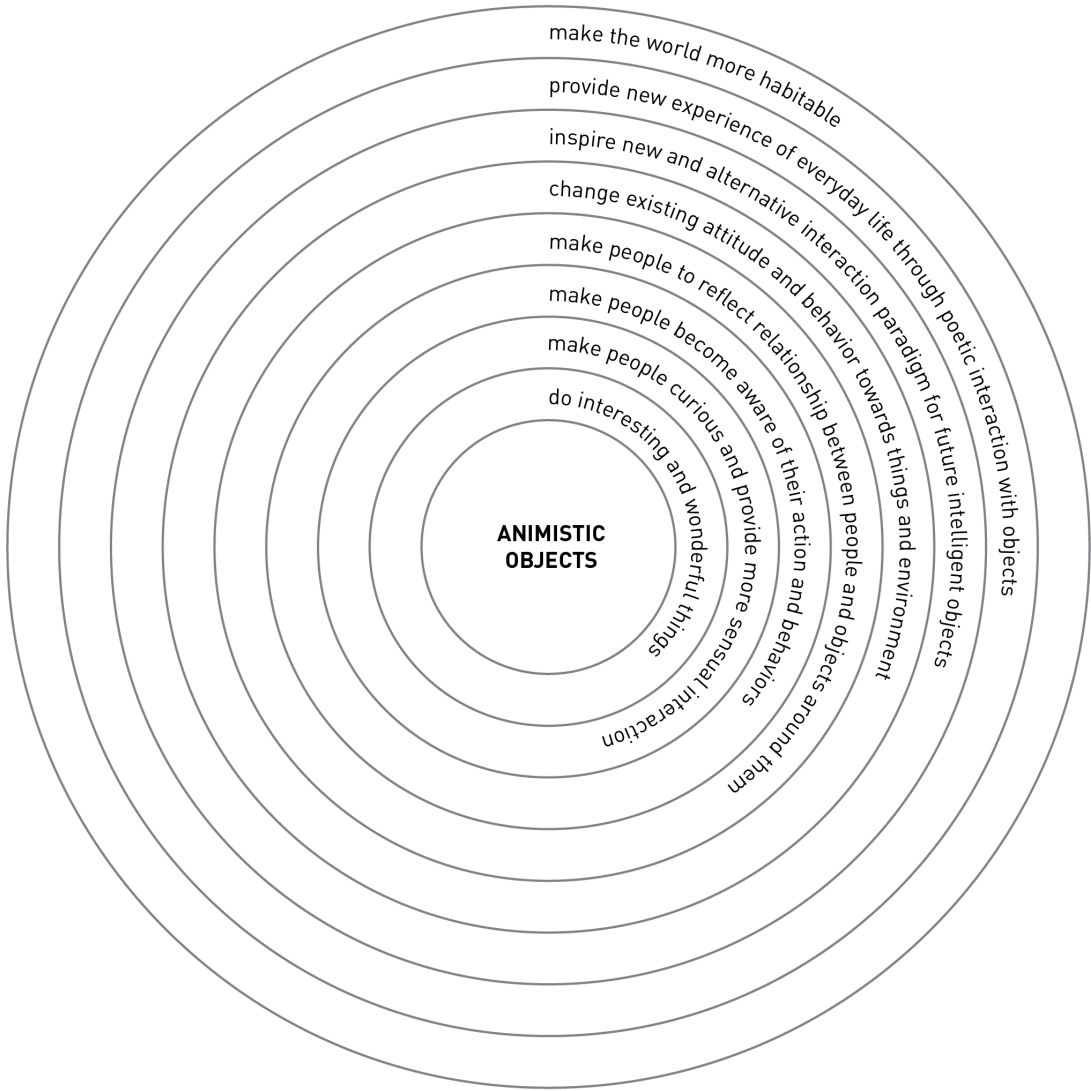 make the world more habitable
provide new experience of everyday life through poetic interaction with objects
inspire new and alternative interaction paradigm for future intelligent objects
change existing attitude and behavior towards things and environment
make people to reflect relationship between people and objects around them
make people become aware of their action and behaviors
make people curious and provide more sensual interaction
do interesting and wonderful things
ANIMISTIC
OBJECTS